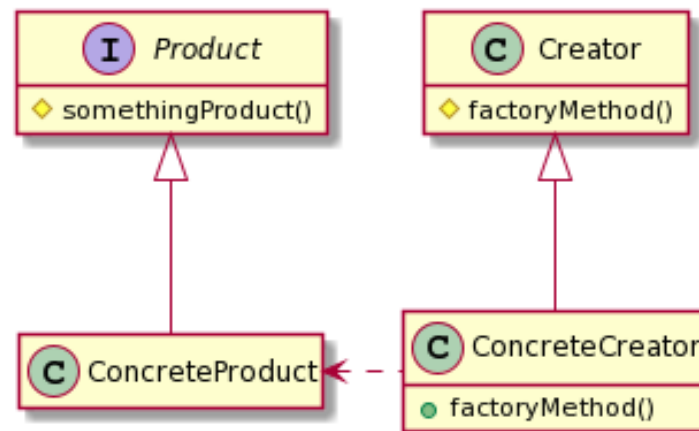 I Product
somethingProduct()
C Creator
factoryMethod()
C ConcreteProduct
C ConcreteCreator
factoryMethod()